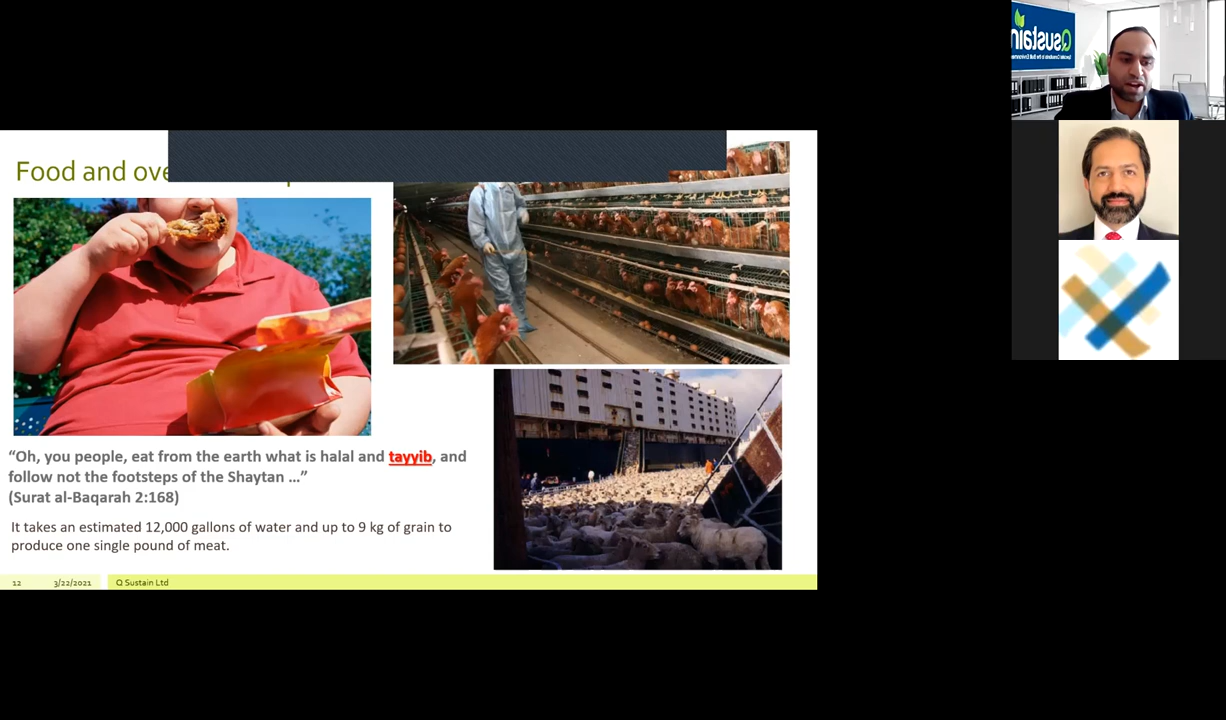 Food and ove
“Oh, you people, eat from the earth what is halal and tayyib, and
follow not the footsteps of the Shaytan ...”
(Surat al-Baqarah 2:168)
It takes an estimated 12,000 gallons of water and up to 9 kg of grain to
produce one single pound of meat.
12 3/22/2021 Q Sustain Ltd
Qsustain